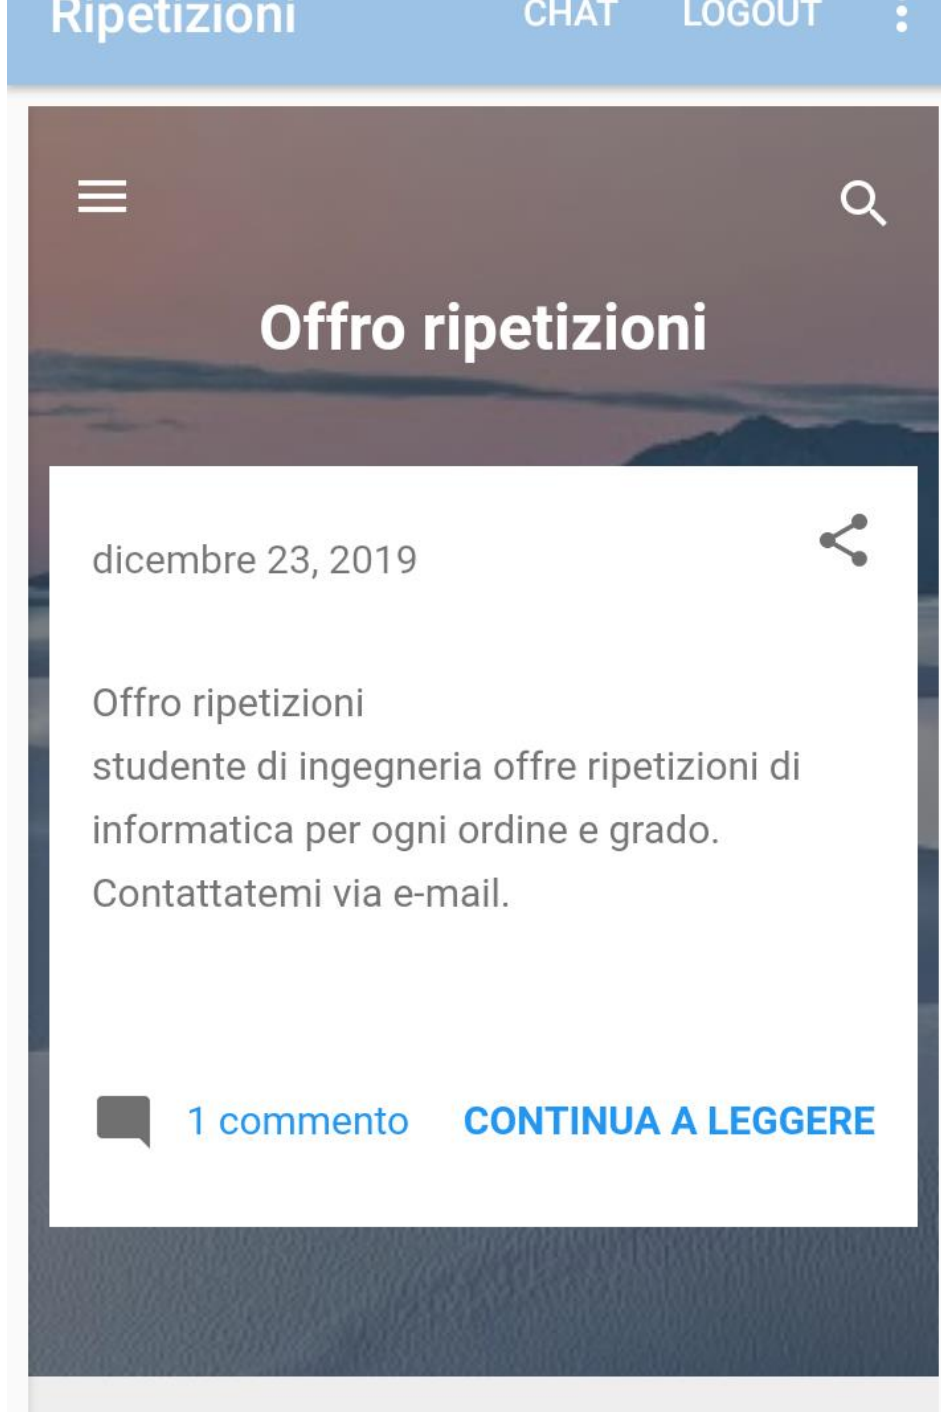 Ripetizioni CHAT LOGOUT
Offro ripetizioni
dicembre 23, 2019
Offro ripetizioni
studente di ingegneria offre ripetizioni di
informatica per ogni ordine e grado.
Contattatemi via e-mail.
1 commento CONTINUA A LEGGERE